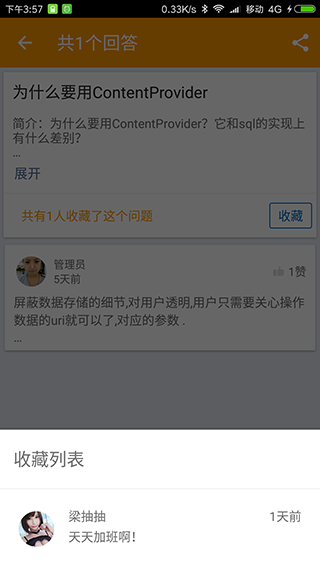 下午3:57
0.33K/s 移动 4G
共1个回答
为什么要用ContentProvider
简介：为什么要用ContentProvider？它和sql的实现上
有什么差别？
...
展开
共有1人收藏了这个问题
收藏
管理员
5天前
1赞
屏蔽数据存储的细节,对用户透明,用户只需要关心操作
数据的uri就可以了,对应的参数 .
...
收藏列表
梁抽抽
1天前
天天加班啊！